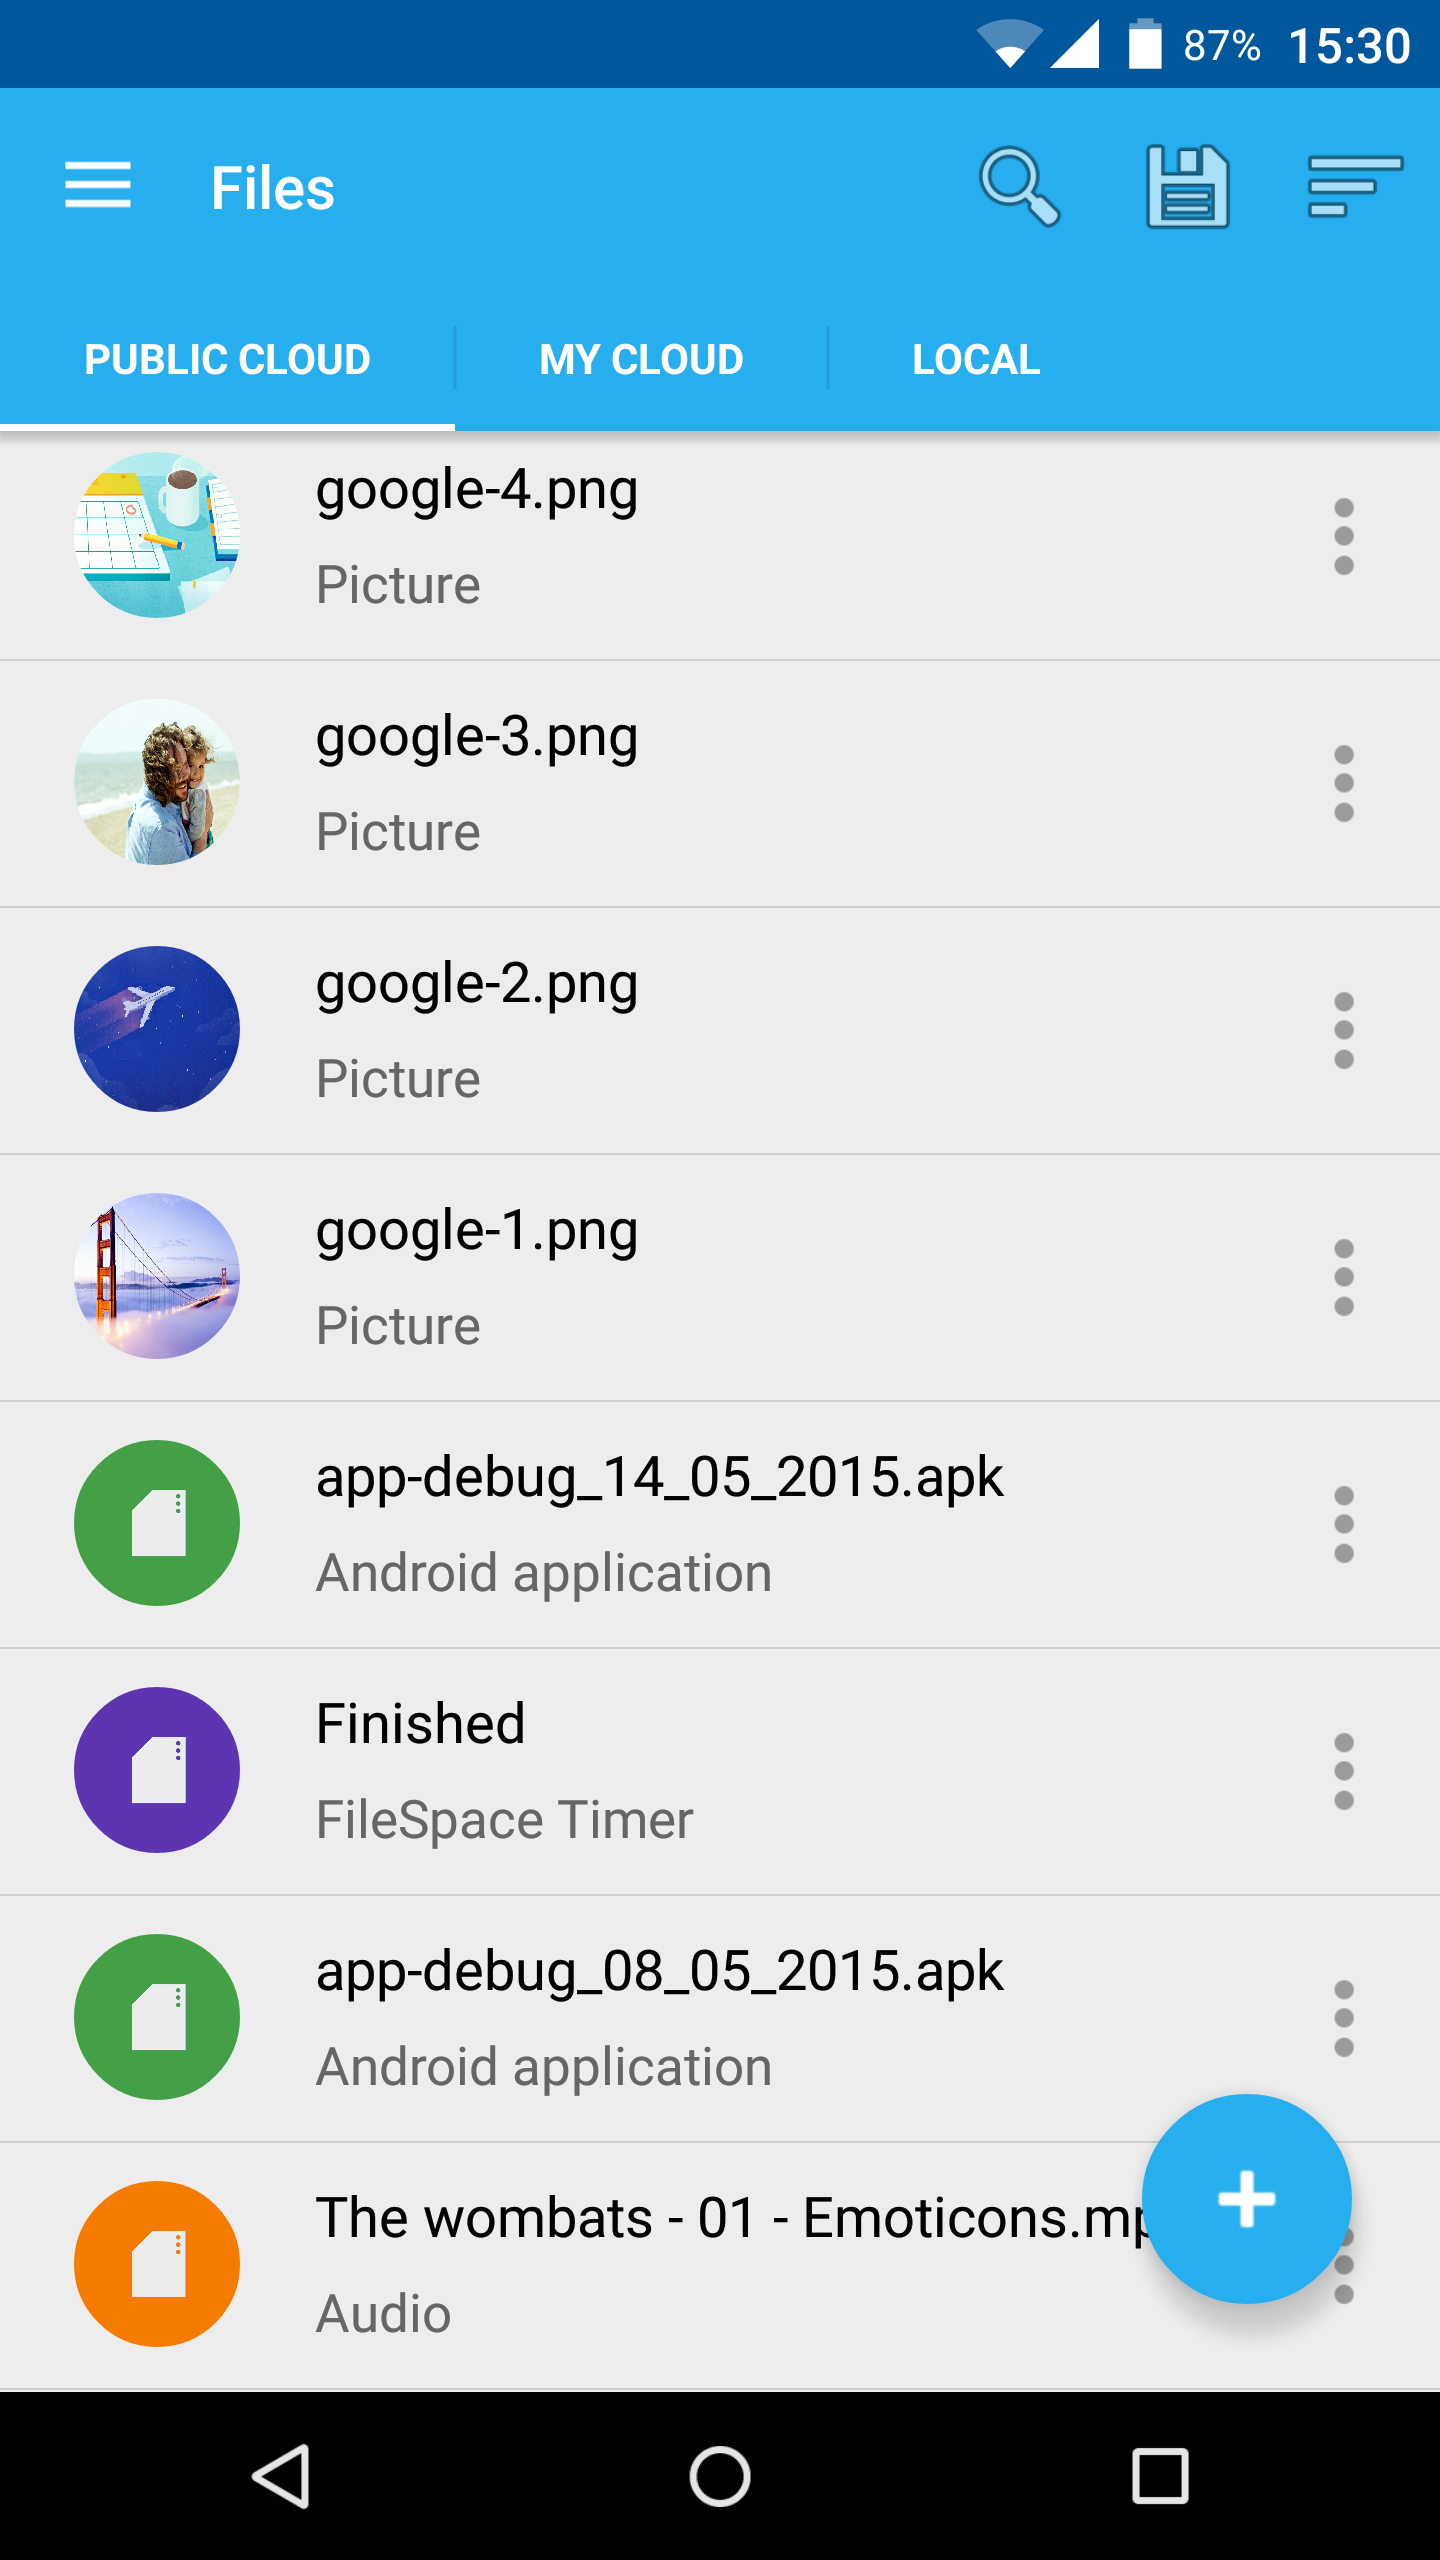 87% 15:30
Files
PUBLIC CLOUD MY CLOUD LOCAL
google-4.png
Picture
google-3.png
Picture
google-2.png
Picture
google-1.png
Picture
app-debug_14_05_2015.apk
Android application
Finished
FileSpace Timer
app-debug_08_05_2015.apk
Android application
The wombats - 01 - Emoticons.mp
Audio